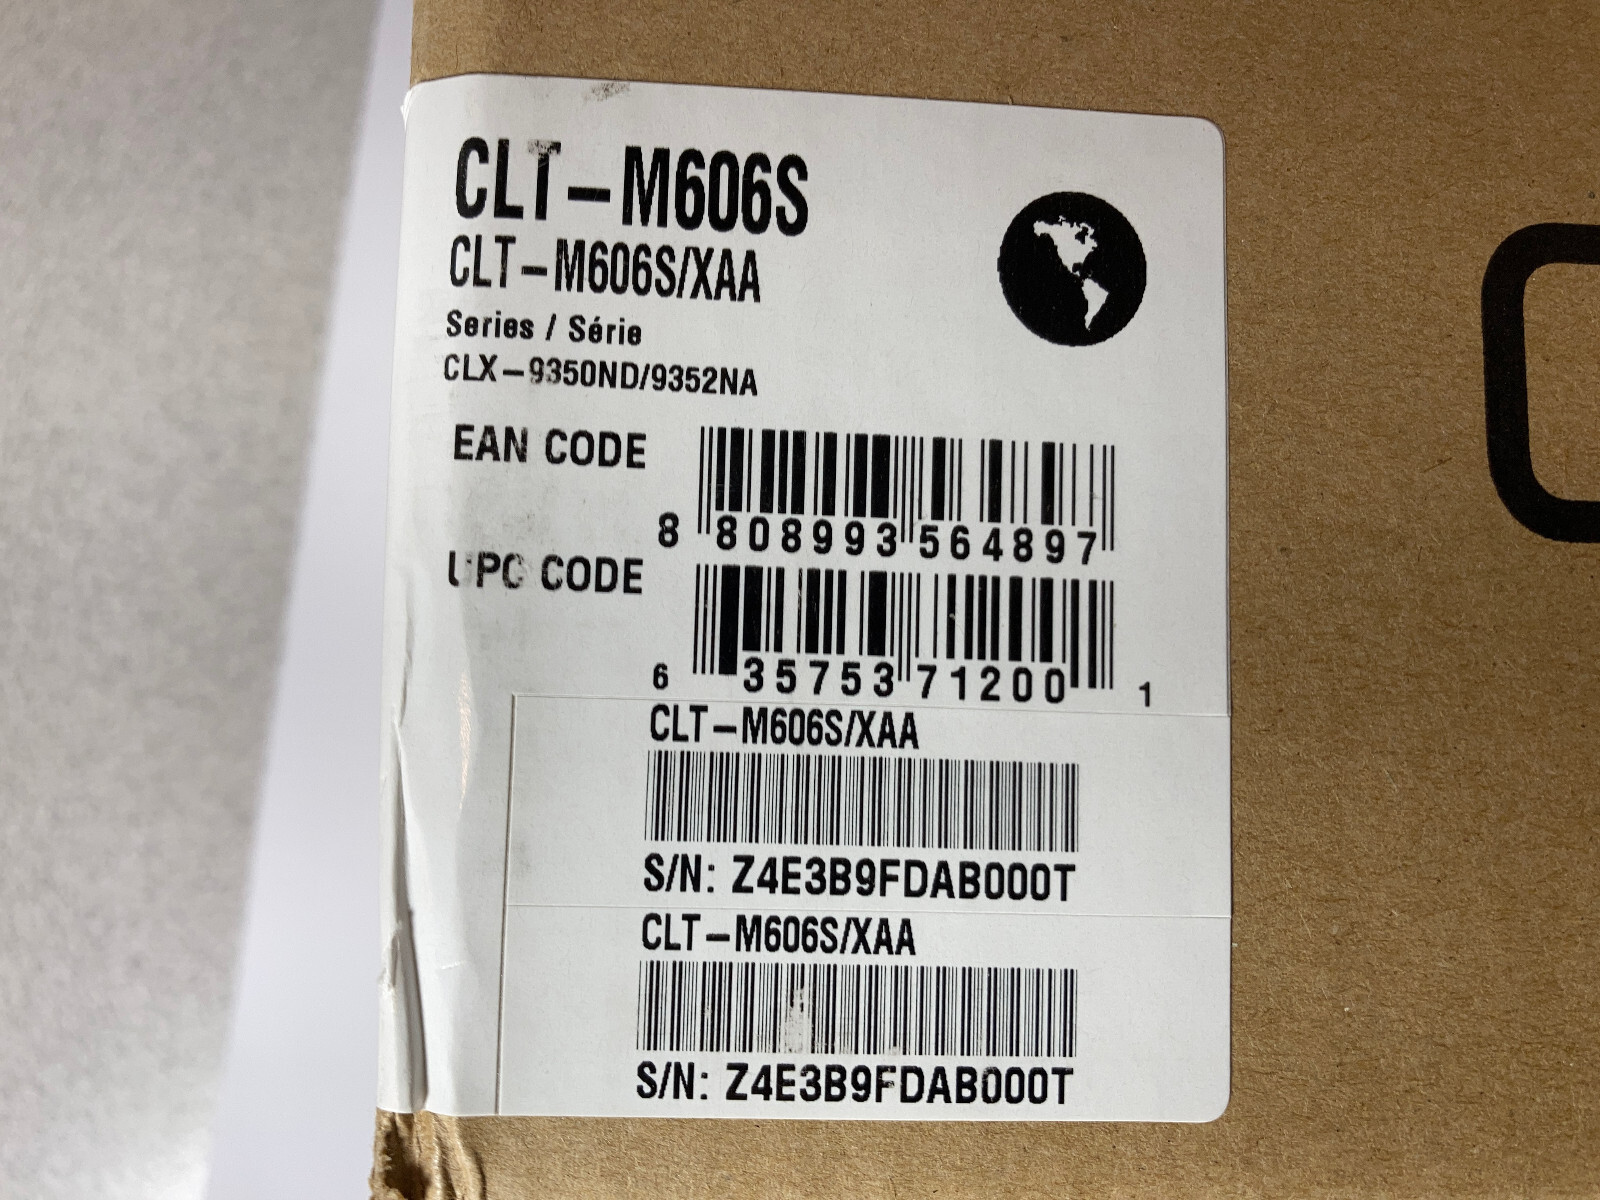 CLT-M606S
CLT-M606S/XAA
Series / Série
CLX-9350ND/9352NA
EAN CODE
8 808993 564897
UPC CODE
6 35753 71200 1
CLT-M606S/XAA
S/N: Z4E3B9FDAB000T
CLT-M606S/XAA
S/N: Z4E3B9FDAB000T